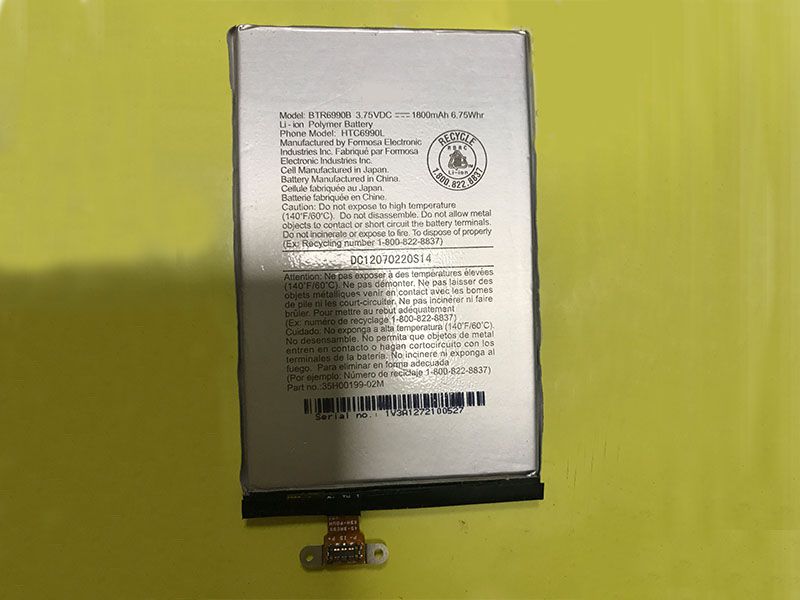 Model: BTR6990B 3.75VDC ⎓ 1800mAh 6.75Whr
Li-ion Polymer Battery
Phone Model: HTC6990L
Manufactured by Formosa Electronic
Industries Inc. Fabriqué par Formosa
Electronic Industries Inc.
Cell Manufactured in Japan.
Battery Manufactured in China.
Cellule fabriquée au Japan.
Batterie fabriquée en China.
RECYCLE
RBRC
Li-ion
1.800.822.8837
Caution: Do not expose to high temperature
(140°F/60°C). Do not disassemble. Do not allow metal
objects to contact or short circuit the battery terminals.
Do not incinerate or expose to fire. To dispose of properly
(Ex: Recycling number 1-800-822-8837)
DC12070220S14
Attention: Ne pas exposer à des températures élevées
(140°F/60°C). Ne pas démonter. Ne pas laisser des
objets métalliques venir en contact avec les bornes
de pile ni les court-circuiter. Ne pas incinérer ni faire
brûler. Pour mettre au rebut adéquatement
(Ex: numéro de recyclage 1-800-822-8837)
Cuidado: No exponga a alta temperatura (140°F/60°C).
No desensamble. No permita que objetos de metal
entren en contacto o hagan cortocircuito con los
terminales de la batería. No incinere ni exponga al
fuego. Para eliminar en forma adecuada
(Por ejemplo: Número de reciclaje 1-800-822-8837)
Part no.:35H00199-02M
Serial no.: 1V3A1272100527